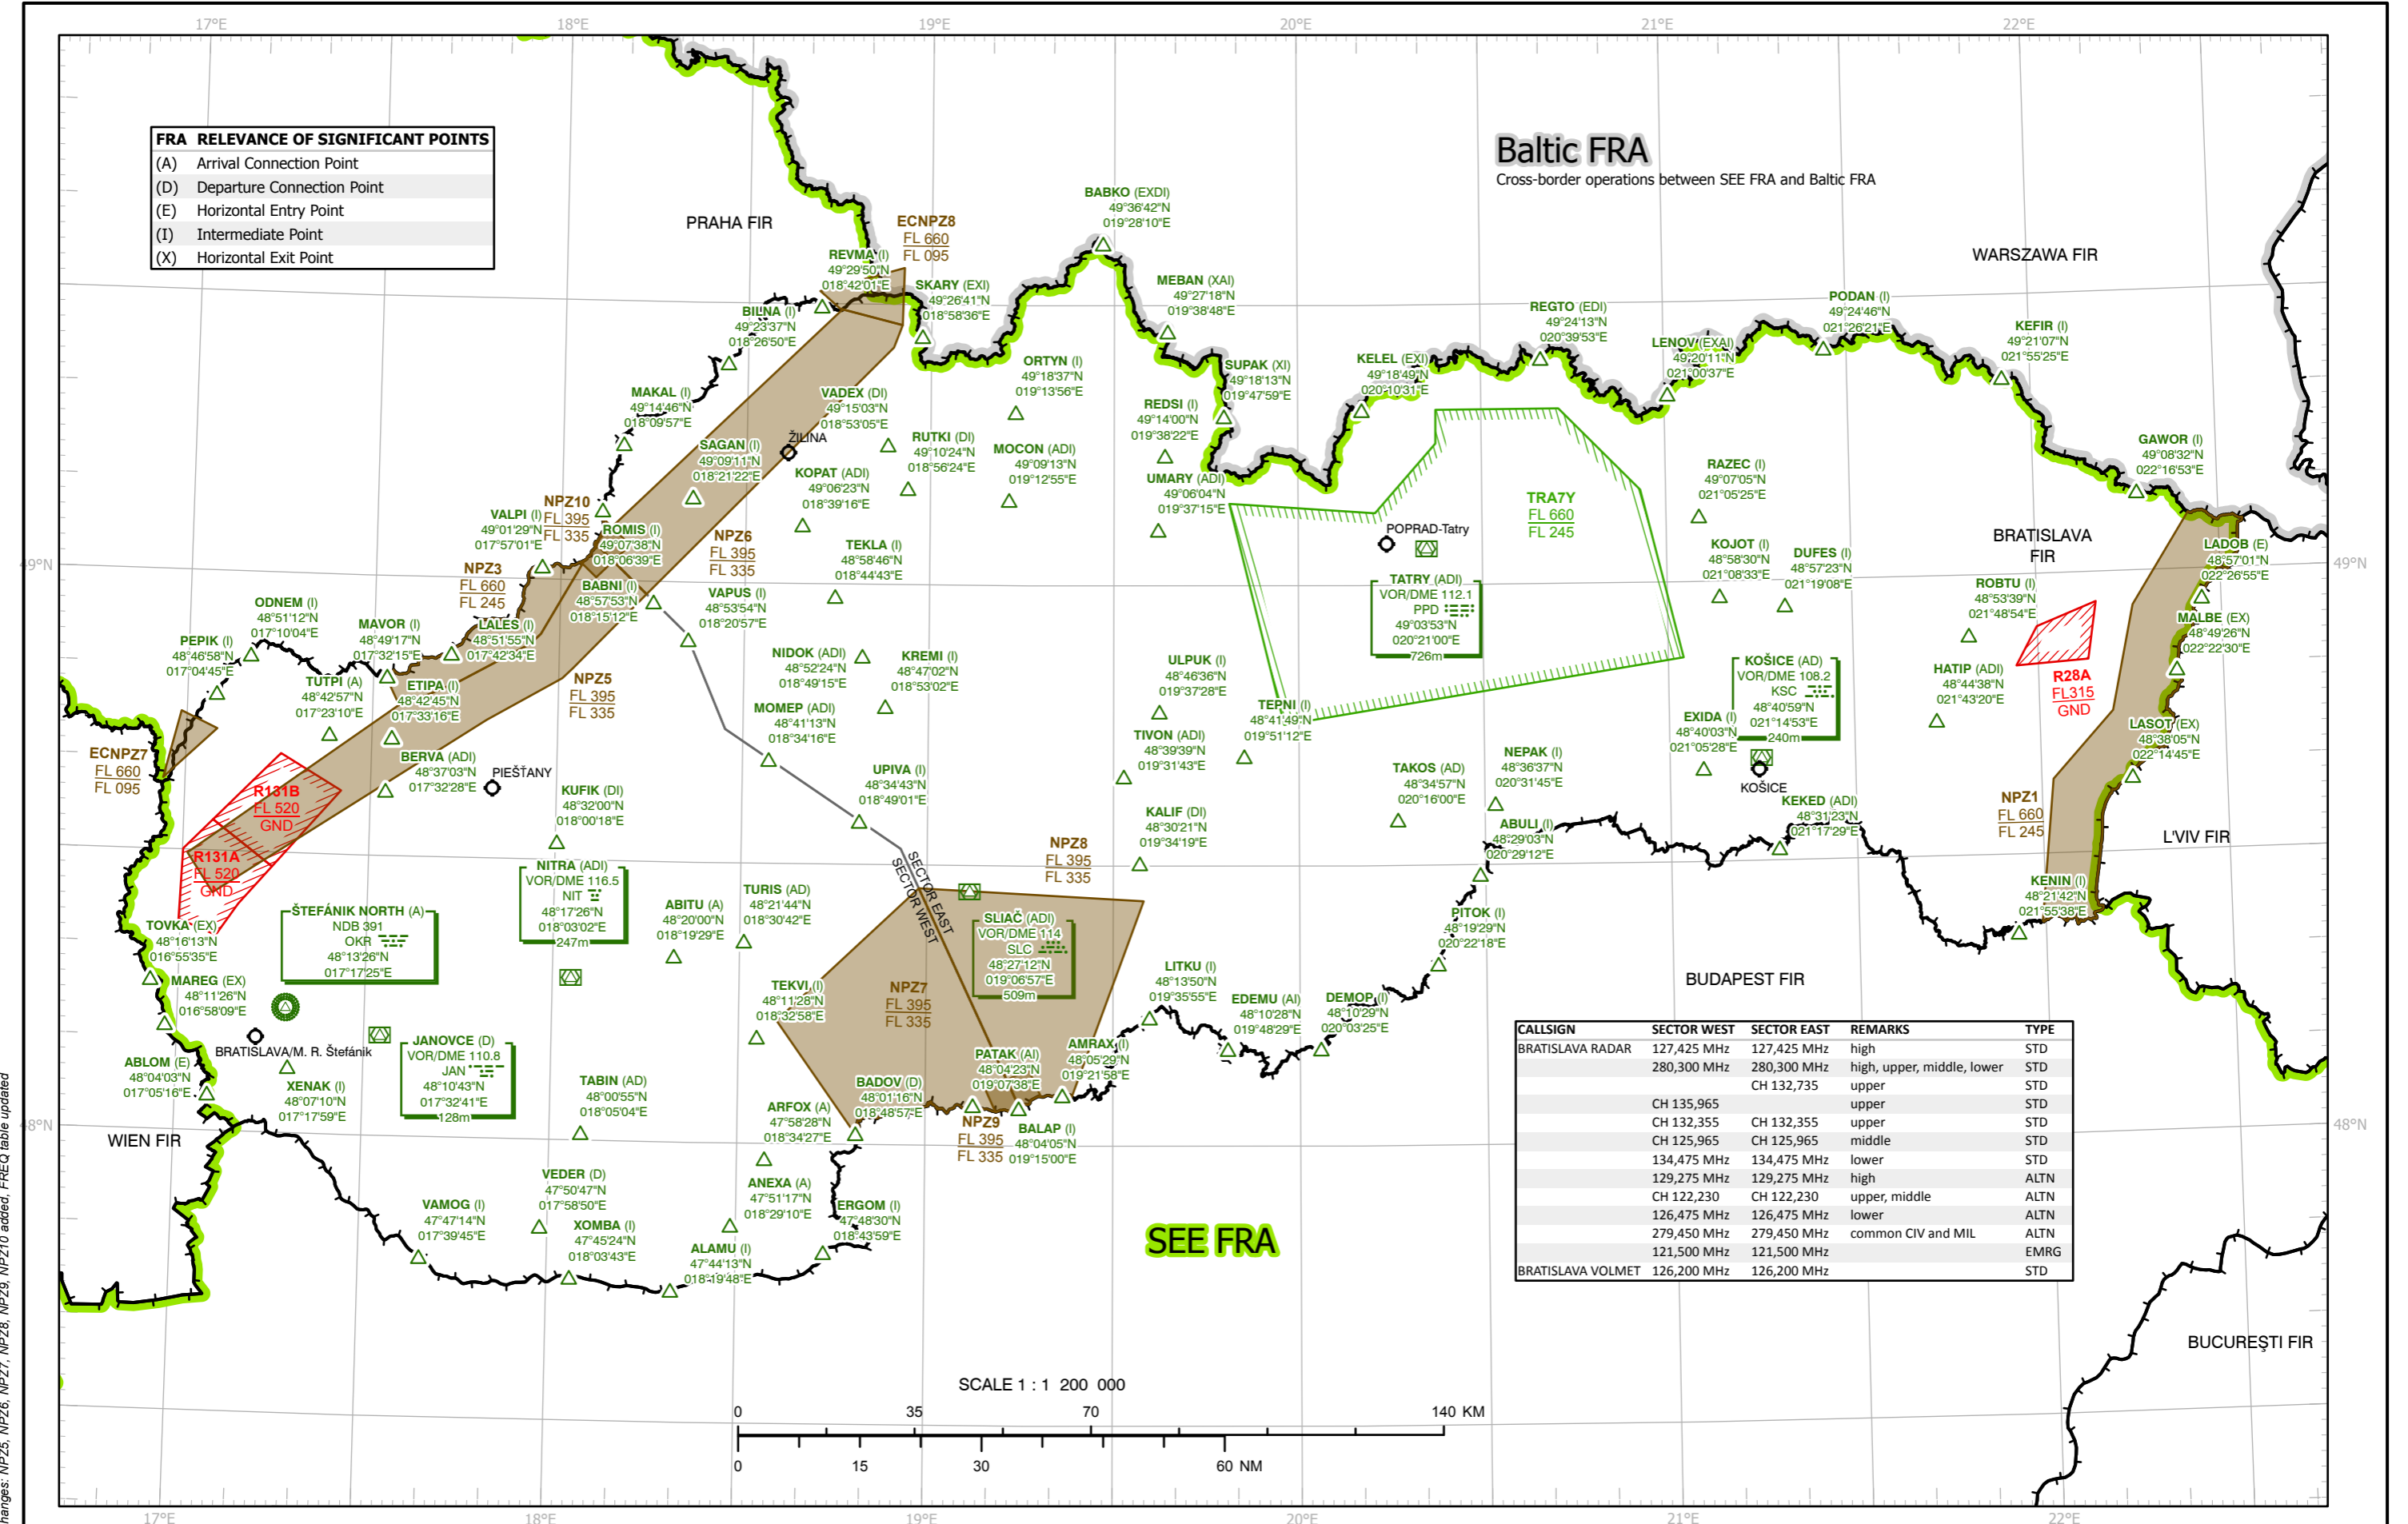 17°E 18°E 19°E 20°E 21°E 22°E
FRA RELEVANCE OF SIGNIFICANT POINTS
(A) Arrival Connection Point
(D) Departure Connection Point
(E) Horizontal Entry Point
(I) Intermediate Point
(X) Horizontal Exit Point
Baltic FRA
Cross-border operations between SEE FRA and Baltic FRA
PRAHA FIR
WARSZAWA FIR
BRATISLAVA
FIR
L'VIV FIR
BUDAPEST FIR
WIEN FIR
BUCUREŞTI FIR
SEE FRA
49°N
49°N
48°N
48°N
ECNPZ8
FL 660
FL 095
BABKO (EXDI)
49°36'42"N
019°28'10"E
REVMA (I)
49°29'50"N
018°42'01"E
SKARY (EXI)
49°26'41"N
018°58'36"E
MEBAN (XAI)
49°27'18"N
019°38'48"E
REGTO (EDI)
49°24'13"N
020°39'53"E
PODAN (I)
49°24'46"N
021°26'21"E
KEFIR (I)
49°21'07"N
021°55'25"E
BILNA (I)
49°23'37"N
018°26'50"E
LENOV (EXAI)
49°20'11"N
021°00'37"E
KELEL (EXI)
49°18'49"N
020°10'31"E
SUPAK (XI)
49°18'13"N
019°47'59"E
ORTYN (I)
49°18'37"N
019°13'56"E
MAKAL (I)
49°14'46"N
018°09'57"E
VADEX (DI)
49°15'03"N
018°53'05"E
REDSI (I)
49°14'00"N
019°38'22"E
ŽILINA
SAGAN (I)
49°09'11"N
018°21'22"E
RUTKI (DI)
49°10'24"N
018°56'24"E
MOCON (ADI)
49°09'13"N
019°12'55"E
GAWOR (I)
49°08'32"N
022°16'53"E
KOPAT (ADI)
49°06'23"N
018°39'16"E
UMARY (ADI)
49°06'04"N
019°37'15"E
RAZEC (I)
49°07'05"N
021°05'25"E
TRA7Y
FL 660
FL 245
NPZ10
FL 395
FL 335
VALPI (I)
49°01'29"N
017°57'01"E
ROMIS (I)
49°07'38"N
018°06'39"E
NPZ6
FL 395
FL 335
POPRAD-Tatry
TEKLA (I)
48°58'46"N
018°44'43"E
KOJOT (I)
48°58'30"N
021°08'33"E
DUFES (I)
48°57'23"N
021°19'08"E
LADOB (E)
48°57'01"N
022°26'55"E
NPZ3
FL 660
FL 245
BABNI (I)
48°57'53"N
018°15'12"E
VAPUS (I)
48°53'54"N
018°20'57"E
TATRY (ADI)
VOR/DME 112.1
PPD
49°03'53"N
020°21'00"E
726m
ROBTU (I)
48°53'39"N
021°48'54"E
ODNEM (I)
48°51'12"N
017°10'04"E
MAVOR (I)
48°49'17"N
017°32'15"E
LALES (I)
48°51'55"N
017°42'34"E
MALBE (EX)
48°49'26"N
022°22'30"E
PEPIK (I)
48°46'58"N
017°04'45"E
NIDOK (ADI)
48°52'24"N
018°49'15"E
KREMI (I)
48°47'02"N
018°53'02"E
ULPUK (I)
48°46'36"N
019°37'28"E
KOŠICE (AD)
VOR/DME 108.2
KSC
48°40'59"N
021°14'53"E
240m
HATIP (ADI)
48°44'38"N
021°43'20"E
R28A
FL315
GND
TUTPI (A)
48°42'57"N
017°23'10"E
ETIPA (I)
48°42'45"N
017°33'16"E
NPZ5
FL 395
FL 335
MOMEP (ADI)
48°41'13"N
018°34'16"E
TEPNI (I)
48°41'49"N
019°51'12"E
EXIDA (I)
48°40'03"N
021°05'28"E
LASOT (EX)
48°38'05"N
022°14'45"E
ECNPZ7
FL 660
FL 095
BERVA (ADI)
48°37'03"N
017°32'28"E
PIEŠŤANY
TIVON (ADI)
48°39'39"N
019°31'43"E
NEPAK (I)
48°36'37"N
020°31'45"E
TAKOS (AD)
48°34'57"N
020°16'00"E
KOŠICE
R131B
FL 520
GND
UPIVA (I)
48°34'43"N
018°49'01"E
KUFIK (DI)
48°32'00"N
018°00'18"E
KALIF (DI)
48°30'21"N
019°34'19"E
KEKED (ADI)
48°31'23"N
021°17'29"E
NPZ1
FL 660
FL 245
ABULI (I)
48°29'03"N
020°29'12"E
R131A
FL 520
GND
NPZ8
FL 395
FL 335
SECTOR EAST
SECTOR WEST
NITRA (ADI)
VOR/DME 116.5
NIT
48°17'26"N
018°03'02"E
247m
TURIS (AD)
48°21'44"N
018°30'42"E
KENIN (I)
48°21'42"N
021°55'38"E
ABITU (A)
48°20'00"N
018°19'29"E
ŠTEFÁNIK NORTH (A)
NDB 391
OKR
48°13'26"N
017°17'25"E
SLIAČ (ADI)
VOR/DME 114
SLC
48°27'12"N
019°06'57"E
509m
PITOK (I)
48°19'29"N
020°22'18"E
TOVKA (EX)
48°16'13"N
016°55'35"E
LITKU (I)
48°13'50"N
019°35'55"E
MAREG (EX)
48°11'26"N
016°58'09"E
TEKVI (I)
48°11'28"N
018°32'58"E
NPZ7
FL 395
FL 335
EDEMU (AI)
48°10'28"N
019°48'29"E
DEMOP (I)
48°10'29"N
020°03'25"E
BRATISLAVA/M. R. Štefánik
JANOVCE (D)
VOR/DME 110.8
JAN
48°10'43"N
017°32'41"E
128m
AMRAX (I)
48°05'29"N
019°21'58"E
PATAK (AI)
48°04'23"N
019°07'38"E
ABLOM (E)
48°04'03"N
017°05'16"E
XENAK (I)
48°07'10"N
017°17'59"E
TABIN (AD)
48°00'55"N
018°05'04"E
BADOV (D)
48°01'16"N
018°48'57"E
NPZ9
FL 395
FL 335
BALAP (I)
48°04'05"N
019°15'00"E
ARFOX (A)
47°58'28"N
018°34'27"E
VEDER (D)
47°50'47"N
017°58'50"E
ANEXA (A)
47°51'17"N
018°29'10"E
ERGOM (I)
47°48'30"N
018°43'59"E
VAMOG (I)
47°47'14"N
017°39'45"E
XOMBA (I)
47°45'24"N
018°03'43"E
ALAMU (I)
47°44'13"N
018°19'48"E
CALLSIGN SECTOR WEST SECTOR EAST REMARKS TYPE
BRATISLAVA RADAR 127,425 MHz 127,425 MHz high STD
280,300 MHz 280,300 MHz high, upper, middle, lower STD
CH 132,735 upper STD
CH 135,965 upper STD
CH 132,355 CH 132,355 upper STD
CH 125,965 CH 125,965 middle STD
134,475 MHz 134,475 MHz lower STD
129,275 MHz 129,275 MHz high ALTN
CH 122,230 CH 122,230 upper, middle ALTN
126,475 MHz 126,475 MHz lower ALTN
279,450 MHz 279,450 MHz common CIV and MIL ALTN
121,500 MHz 121,500 MHz EMRG
BRATISLAVA VOLMET 126,200 MHz 126,200 MHz STD
SCALE 1 : 1 200 000
0 35 70 140 KM
0 15 30 60 NM
17°E 18°E 19°E 20°E 21°E 22°E
hanges: NPZ5, NPZ6, NPZ7, NPZ8, NPZ9, NPZ10 added, FREQ table updated